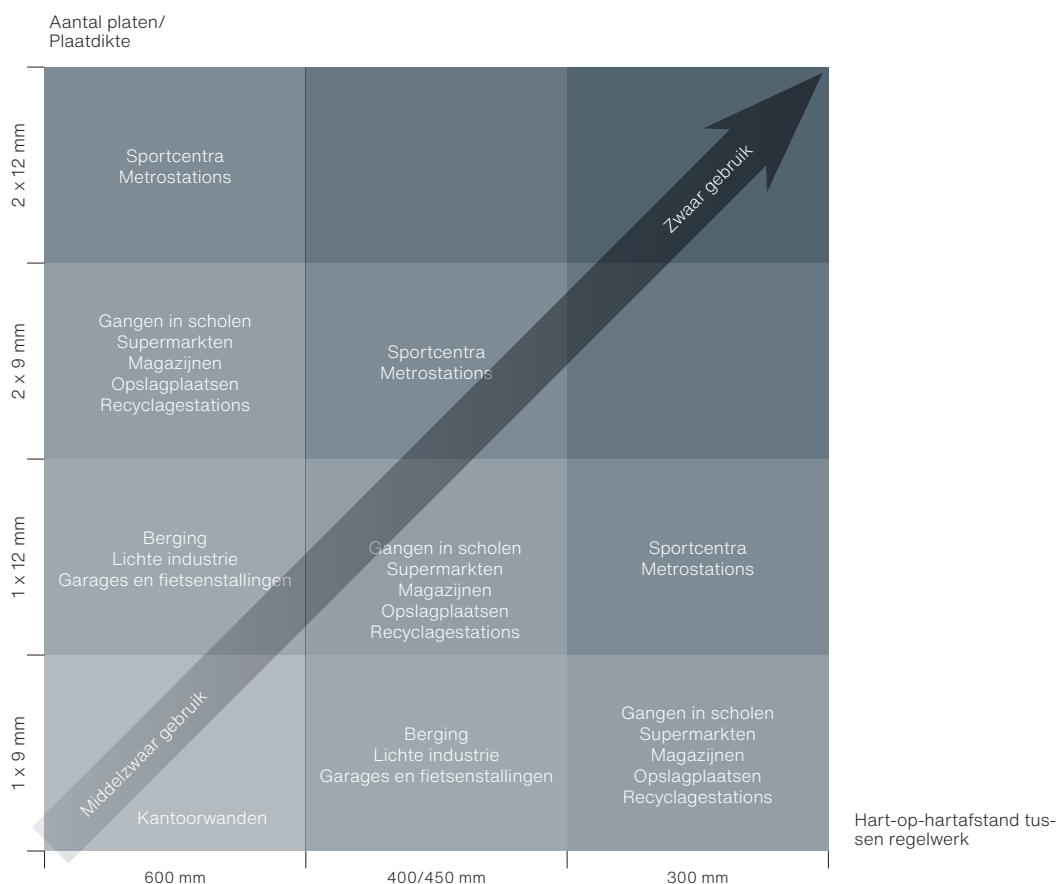 Aantal platen/
Plaatdikte
2 x 12 mm
Sportcentra
Metrostations
Zwaar gebruik
2 x 9 mm
Gangen in scholen
Supermarkten
Magazijnen
Opslagplaatsen
Recyclagestations
Sportcentra
Metrostations
1 x 12 mm
Berging
Lichte industrie
Garages en fietsenstallingen
Gangen in scholen
Supermarkten
Magazijnen
Opslagplaatsen
Recyclagestations
Sportcentra
Metrostations
1 x 9 mm
Middelzwaar gebruik
Kantoorwanden
Berging
Lichte industrie
Garages en fietsenstallingen
Gangen in scholen
Supermarkten
Magazijnen
Opslagplaatsen
Recyclagestations
Hart-op-hartafstand tus-
sen regelwerk
600 mm
400/450 mm
300 mm